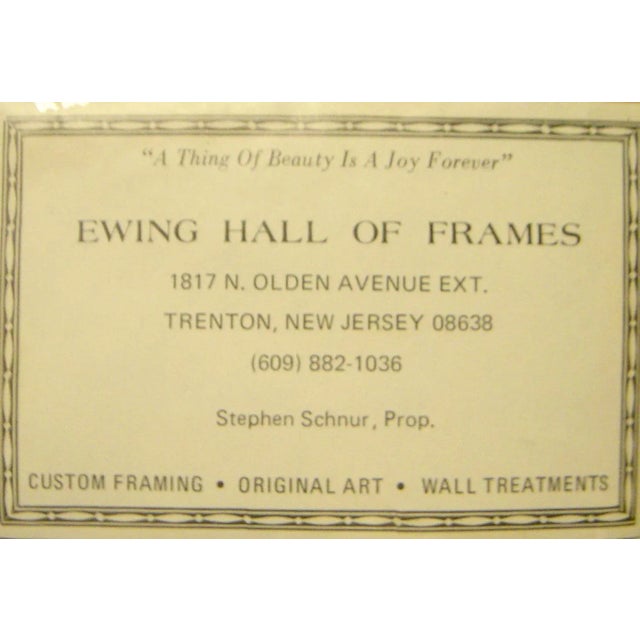 "A Thing Of Beauty Is A Joy Forever"
EWING HALL OF FRAMES
1817 N. OLDEN AVENUE EXT.
TRENTON, NEW JERSEY 08638
(609) 882-1036
Stephen Schnur, Prop.
CUSTOM FRAMING • ORIGINAL ART • WALL TREATMENTS